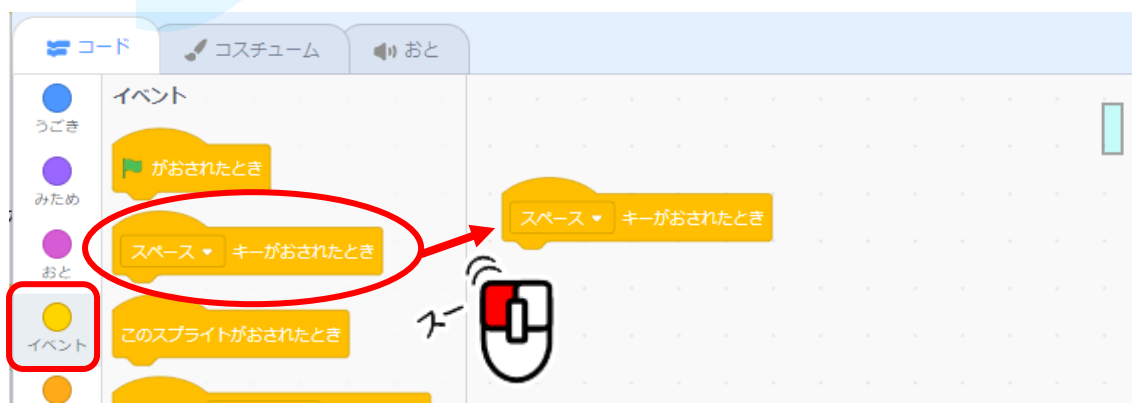 コード
コスチューム
おと
うごき
みため
おと
イベント
イベント
がおされたとき
スペース キーがおされたとき
このスプライトがおされたとき
スペース キーがおされたとき
スー